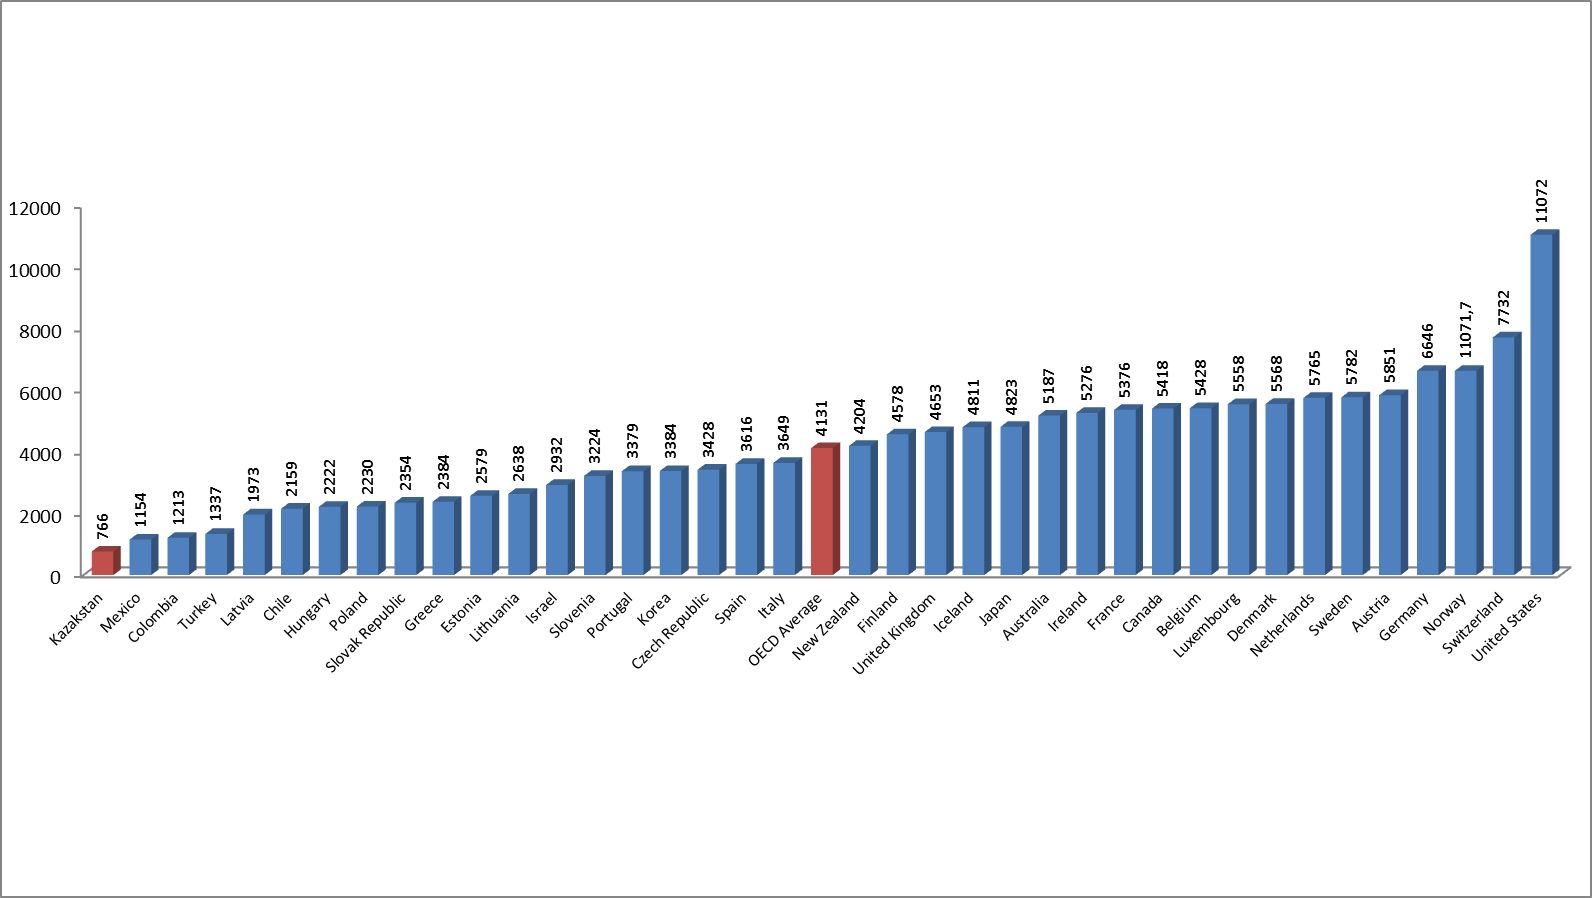 12000
10000
8000
6000
4000
2000
0
766
1154
1213
1337
1973
2159
2222
2230
2354
2384
2579
2638
2932
3224
3379
3384
3428
3616
3649
4131
4204
4578
4653
4811
4823
5187
5276
5376
5418
5428
5558
5568
5765
5782
5851
6646
11071,7
7732
11072
Kazakstan
Mexico
Colombia
Turkey
Latvia
Chile
Hungary
Poland
Slovak Republic
Greece
Estonia
Lithuania
Israel
Slovenia
Portugal
Korea
Czech Republic
Spain
Italy
OECD Average
New Zealand
Finland
United Kingdom
Iceland
Japan
Australia
Ireland
France
Canada
Belgium
Luxembourg
Denmark
Netherlands
Sweden
Austria
Germany
Norway
Switzerland
United States